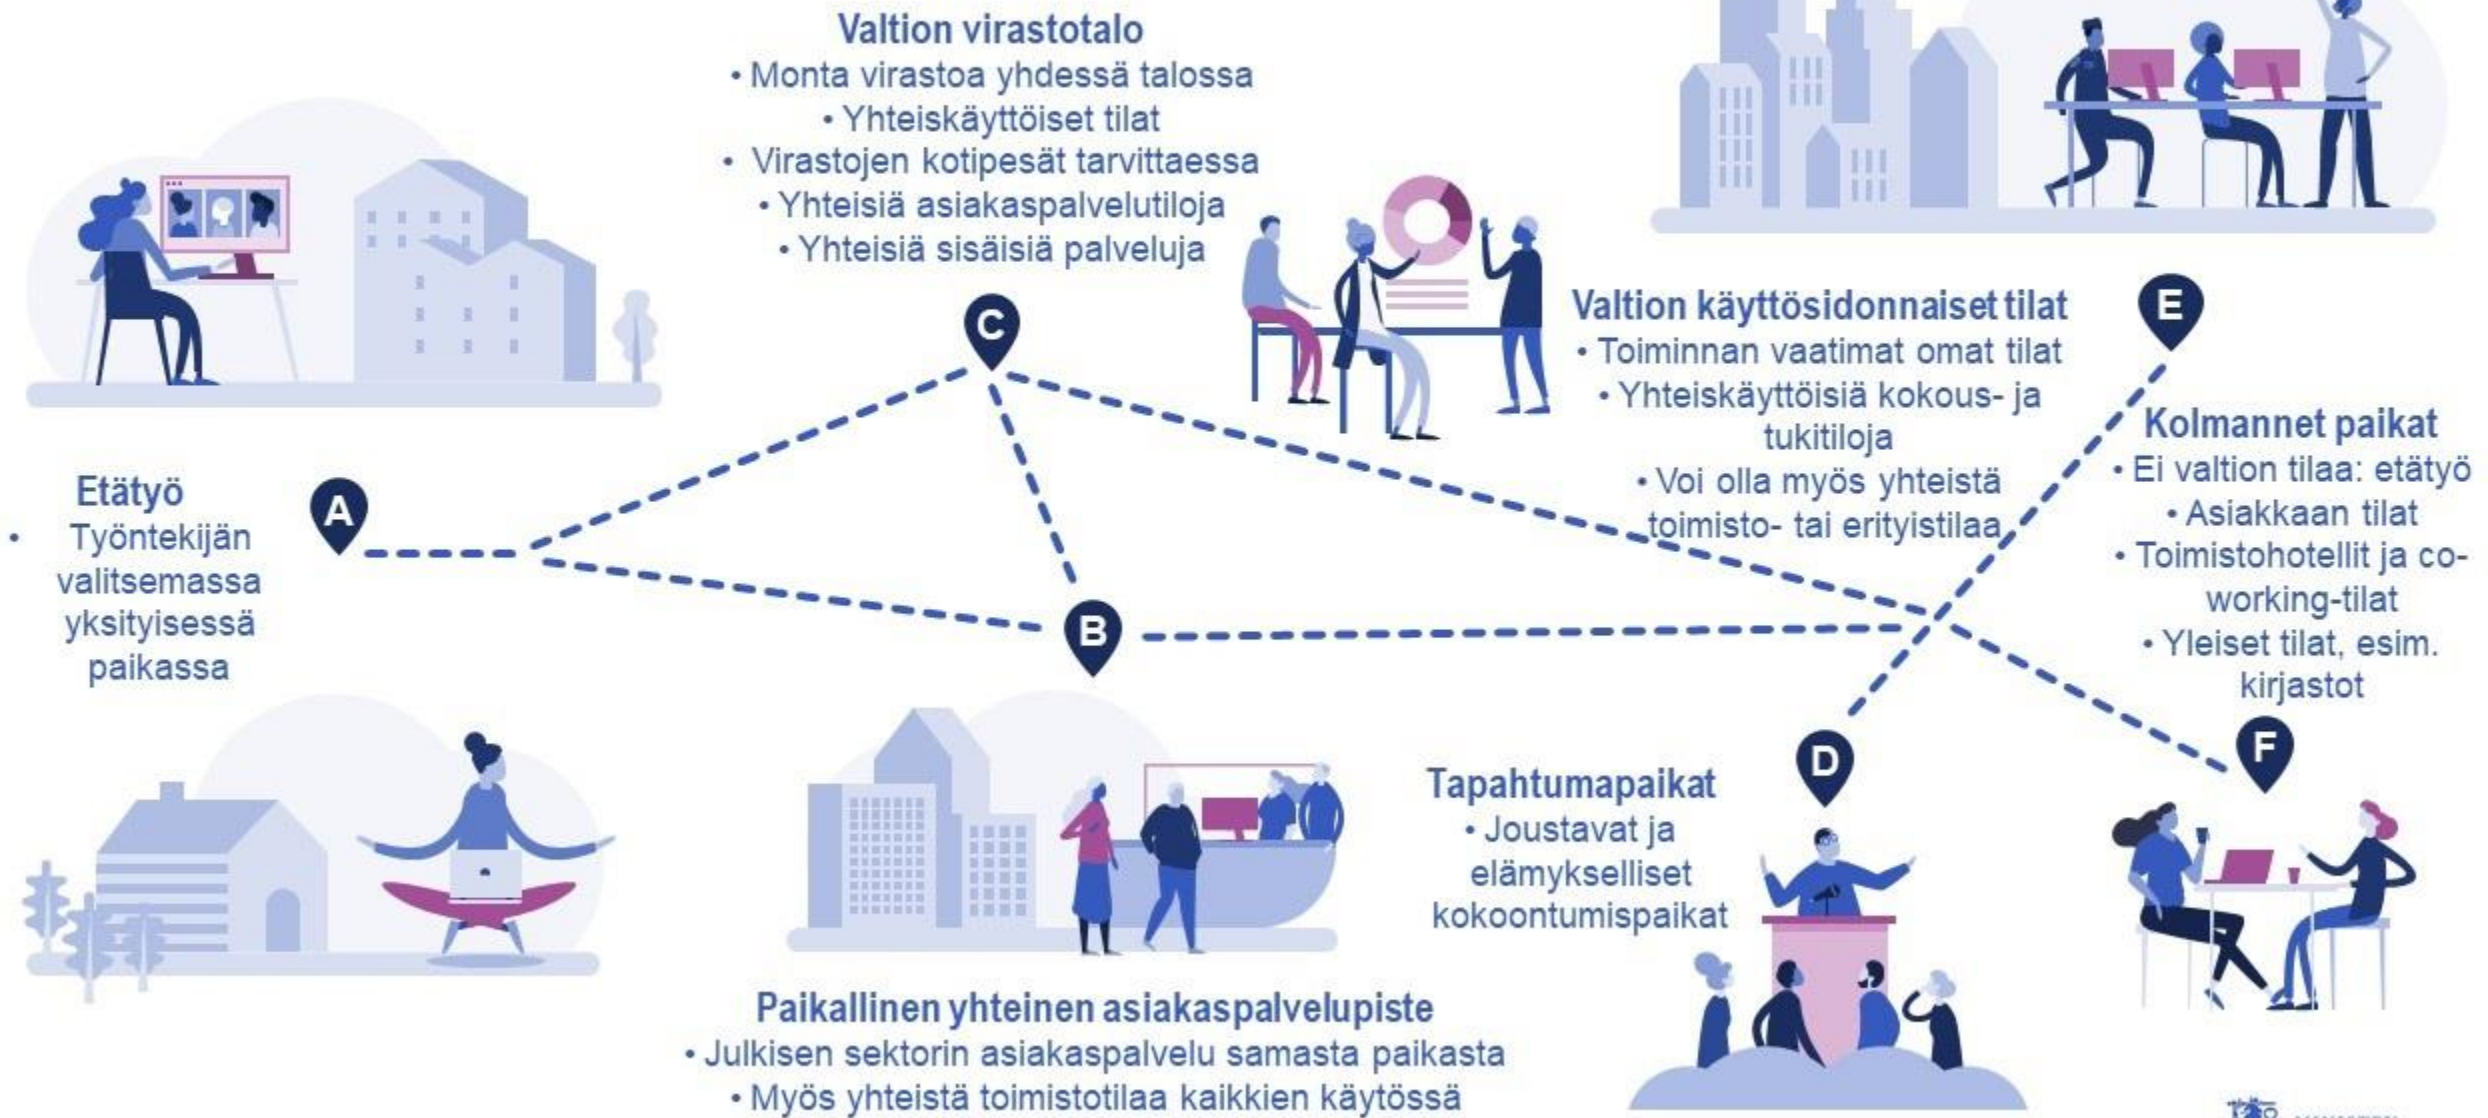 Valtion virastotalo
• Monta virastoa yhdessä talossa
• Yhteiskäyttöiset tilat
• Virastojen kotipesät tarvittaessa
• Yhteisiä asiakaspalvelutiloja
• Yhteisiä sisäisiä palveluja
C
Valtion käyttösidonnaiset tilat
• Toiminnan vaatimat omat tilat
• Yhteiskäyttöisiä kokous- ja
tukitiloja
• Voi olla myös yhteistä
toimisto- tai erityistilaa
E
Kolmannet paikat
• Ei valtion tilaa: etätyö
• Asiakkaan tilat
• Toimistohotellit ja co-
working-tilat
• Yleiset tilat, esim.
kirjastot
F
Etätyö
• Työntekijän
valitsemassa
yksityisessä
paikassa
A
B
Tapahtumapaikat
• Joustavat ja
elämykselliset
kokoontumispaikat
D
Paikallinen yhteinen asiakaspalvelupiste
• Julkisen sektorin asiakaspalvelu samasta paikasta
• Myös yhteistä toimistotilaa kaikkien käytössä